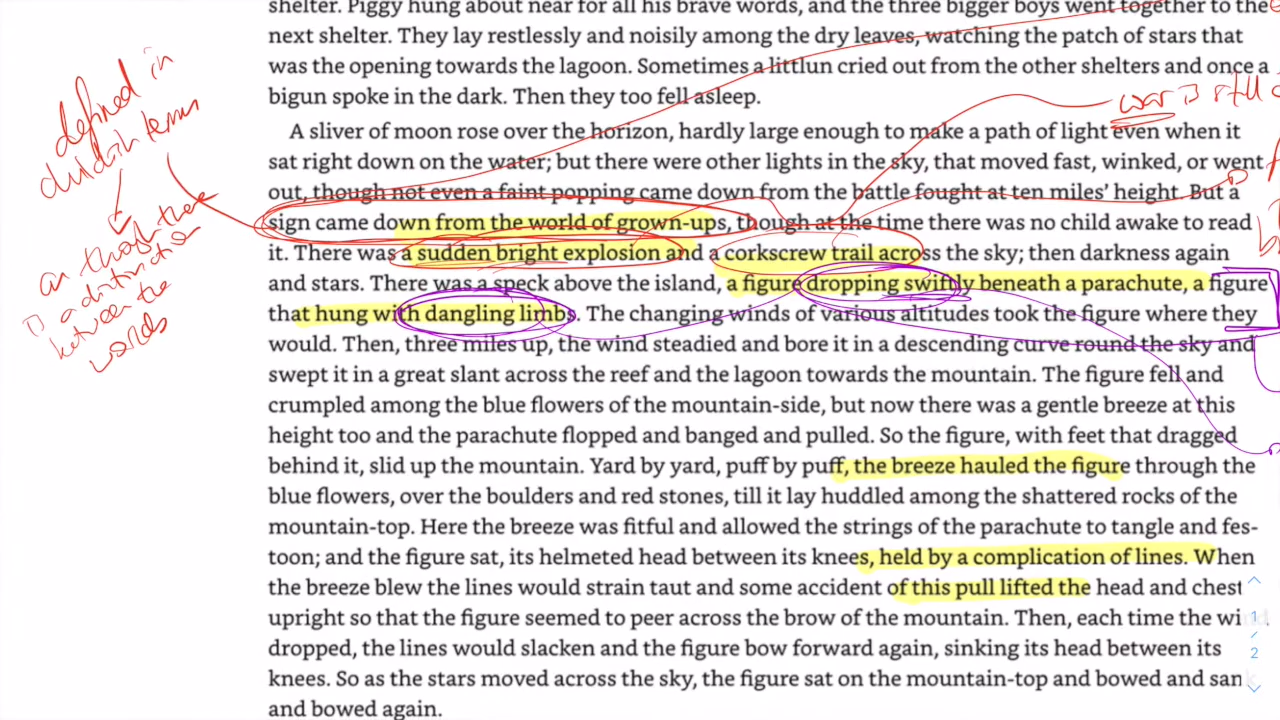 shelter. Piggy hung about near for all his brave words, and the three bigger boys went together to the
next shelter. They lay restlessly and noisily among the dry leaves, watching the patch of stars that
was the opening towards the lagoon. Sometimes a littlun cried out from the other shelters and once a
bigun spoke in the dark. Then they too fell asleep.
A sliver of moon rose over the horizon, hardly large enough to make a path of light even when it
sat right down on the water; but there were other lights in the sky, that moved fast, winked, or went
out, though not even a faint popping came down from the battle fought at ten miles’ height. But a
sign came down from the world of grown-ups, though at the time there was no child awake to read
it. There was a sudden bright explosion and a corkscrew trail across the sky; then darkness again
and stars. There was a speck above the island, a figure dropping swiftly beneath a parachute, a figure
that hung with dangling limbs. The changing winds of various altitudes took the figure where they
would. Then, three miles up, the wind steadied and bore it in a descending curve round the sky and
swept it in a great slant across the reef and the lagoon towards the mountain. The figure fell and
crumpled among the blue flowers of the mountain-side, but now there was a gentle breeze at this
height too and the parachute flopped and banged and pulled. So the figure, with feet that dragged
behind it, slid up the mountain. Yard by yard, puff by puff, the breeze hauled the figure through the
blue flowers, over the boulders and red stones, till it lay huddled among the shattered rocks of the
mountain-top. Here the breeze was fitful and allowed the strings of the parachute to tangle and fes-
toon; and the figure sat, its helmeted head between its knees, held by a complication of lines. When
the breeze blew the lines would strain taut and some accident of this pull lifted the head and chest
upright so that the figure seemed to peer across the brow of the mountain. Then, each time the wind
dropped, the lines would slacken and the figure bow forward again, sinking its head between its
knees. So as the stars moved across the sky, the figure sat on the mountain-top and bowed and sank
and bowed again.
defined in
childish terms
as though there
is a distinction
between the
worlds
war is still
1
/
2